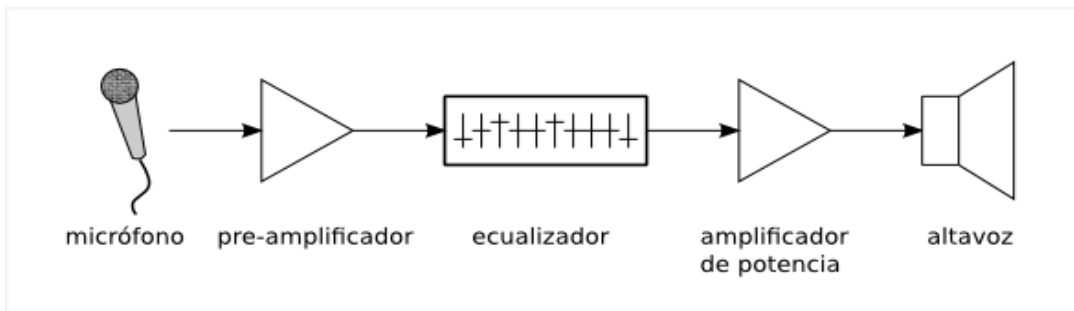 micrófono
pre-amplificador
ecualizador
amplificador
de potencia
altavoz